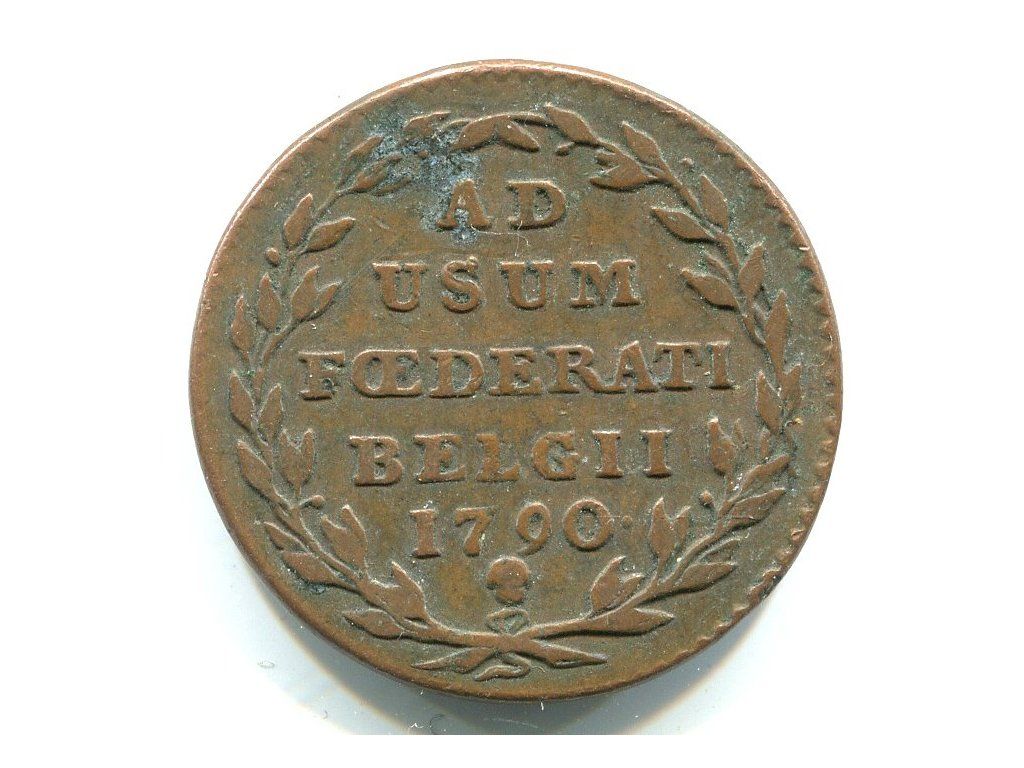 AD
USUM
FŒDERATI
BELGII
1790